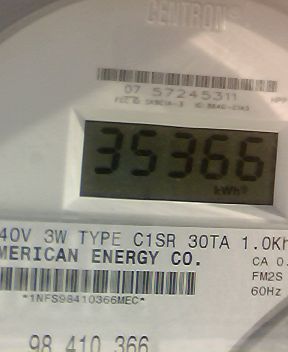 CENTRON®
07 57245311
35366
kWh
40V 3W TYPE C1SR 30TA 1.0Kh
MERICAN ENERGY CO.
CA 0.
FM2S
60Hz
*1NFS98410366MEC*
98 410 366